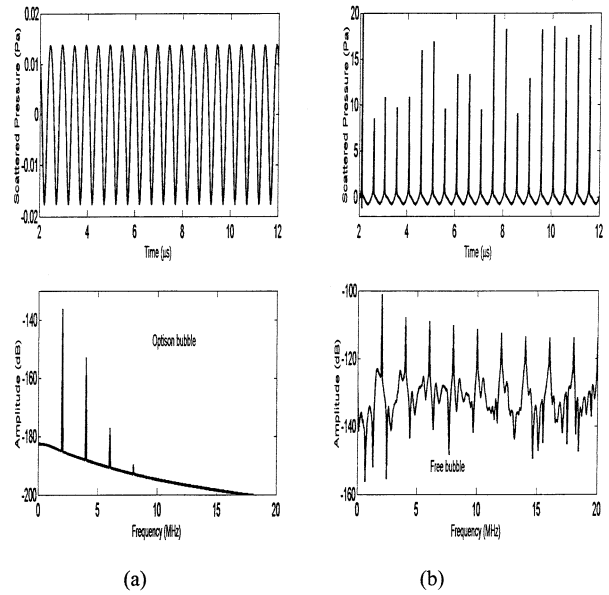 Scattered Pressure (Pa)
0.02
0.01
0
-0.01
-0.02
2 4 6 8 10 12
Time (µs)
Scattered Pressure (Pa)
20
15
10
5
0
2 4 6 8 10 12
Time (µs)
Amplitude (dB)
-140
-160
-180
-200
0 5 10 15 20
Frequency (MHz)
Optison bubble
Amplitude (dB)
-100
-120
-140
-160
0 5 10 15 20
Frequency (MHz)
Free bubble
(a)
(b)